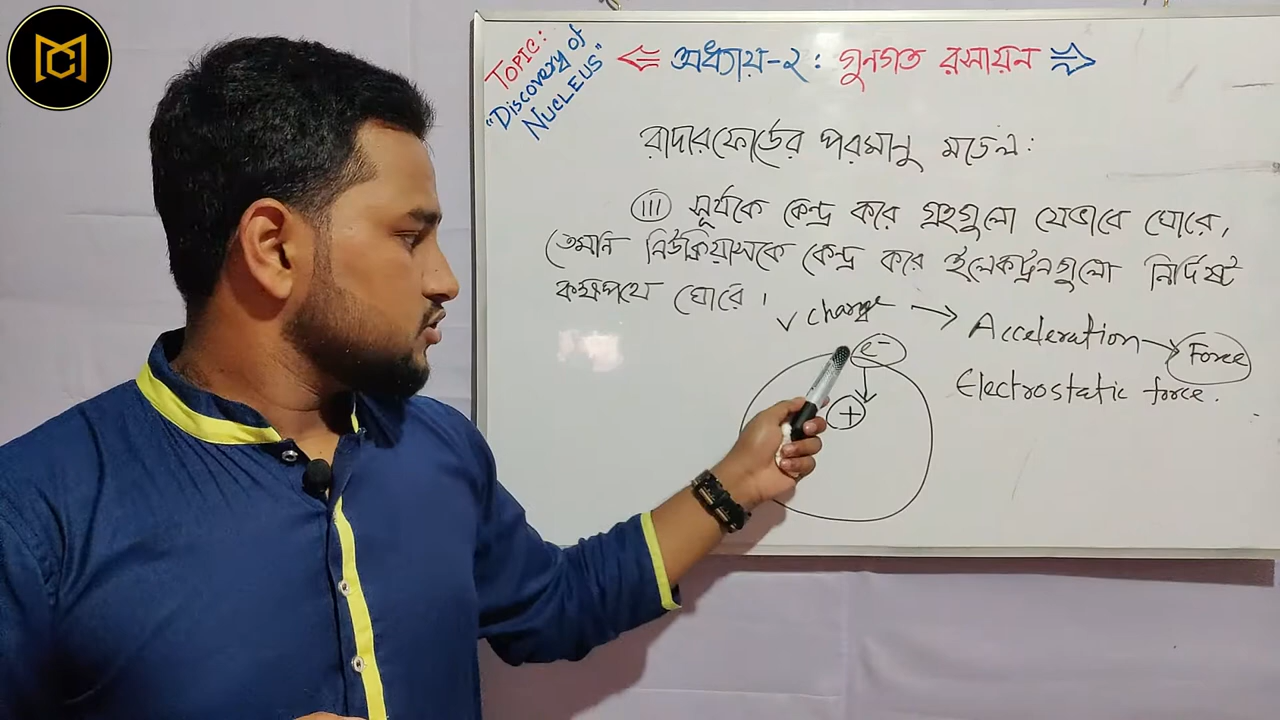 TOPIC:
"Discovery of
NUCLEUS"
⇐ অধ্যায়-২: গুনগত রসায়ন ⇒
রাদারফোর্ডের পরমানু মডেল:
(iii) সূর্যকে কেন্দ্র করে গ্রহগুলো যেভাবে ঘোরে,
তেমনি নিউক্লিয়াসকে কেন্দ্র করে ইলেকট্রনগুলো নির্দিষ্ট
কক্ষপথে ঘোরে।
√ charge → Acceleration → Force
Electrostatic force.
e⁻
+